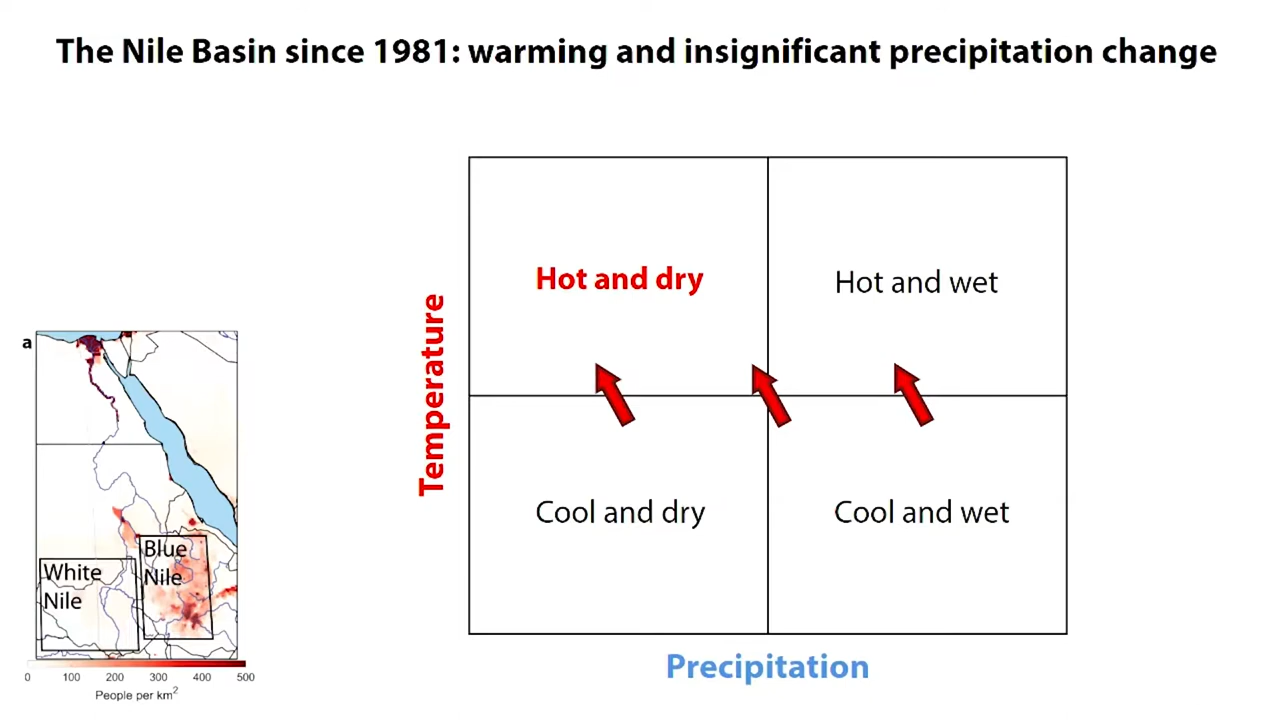 The Nile Basin since 1981: warming and insignificant precipitation change
Temperature
Hot and dry
Hot and wet
Cool and dry
Cool and wet
Precipitation
a
Blue
Nile
White
Nile
0 100 200 300 400 500
People per km²